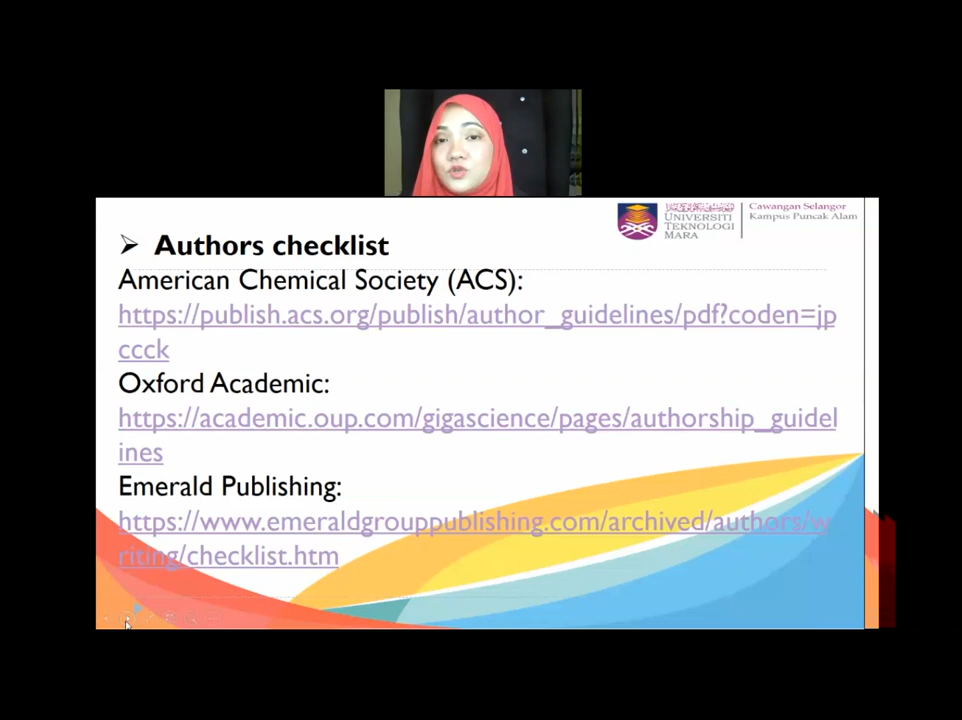 UNIVERSITI
TEKNOLOGI
MARA
Cawangan Selangor
Kampus Puncak Alam
➤ Authors checklist
American Chemical Society (ACS):
https://publish.acs.org/publish/author_guidelines/pdf?coden=jp
ccck
Oxford Academic:
https://academic.oup.com/gigascience/pages/authorship_guidel
ines
Emerald Publishing:
https://www.emeraldgrouppublishing.com/archived/authors/w
riting/checklist.htm